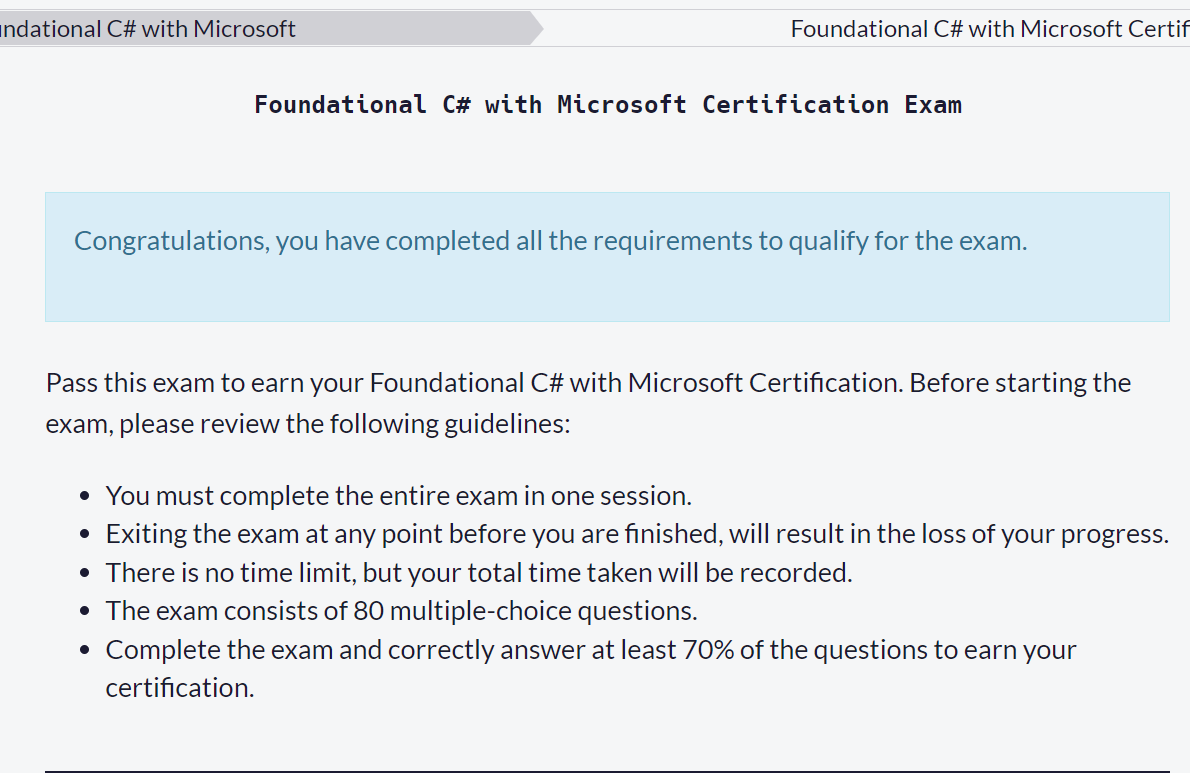 ndational C# with Microsoft
Foundational C# with Microsoft Certif
Foundational C# with Microsoft Certification Exam
Congratulations, you have completed all the requirements to qualify for the exam.
Pass this exam to earn your Foundational C# with Microsoft Certification. Before starting the
exam, please review the following guidelines:
• You must complete the entire exam in one session.
• Exiting the exam at any point before you are finished, will result in the loss of your progress.
• There is no time limit, but your total time taken will be recorded.
• The exam consists of 80 multiple-choice questions.
• Complete the exam and correctly answer at least 70% of the questions to earn your
certification.